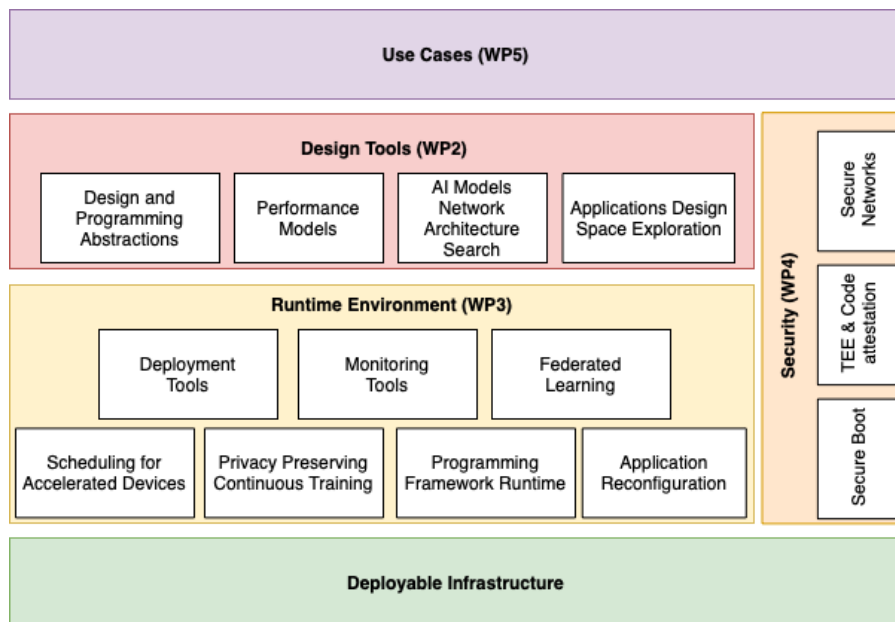 Use Cases (WP5)
Design Tools (WP2)
Design and
Programming
Abstractions
Performance
Models
AI Models
Network
Architecture
Search
Applications Design
Space Exploration
Runtime Environment (WP3)
Deployment
Tools
Monitoring
Tools
Federated
Learning
Scheduling for
Accelerated Devices
Privacy Preserving
Continuous Training
Programming
Framework Runtime
Application
Reconfiguration
Security (WP4)
Secure
Networks
TEE & Code
attestation
Secure Boot
Deployable Infrastructure